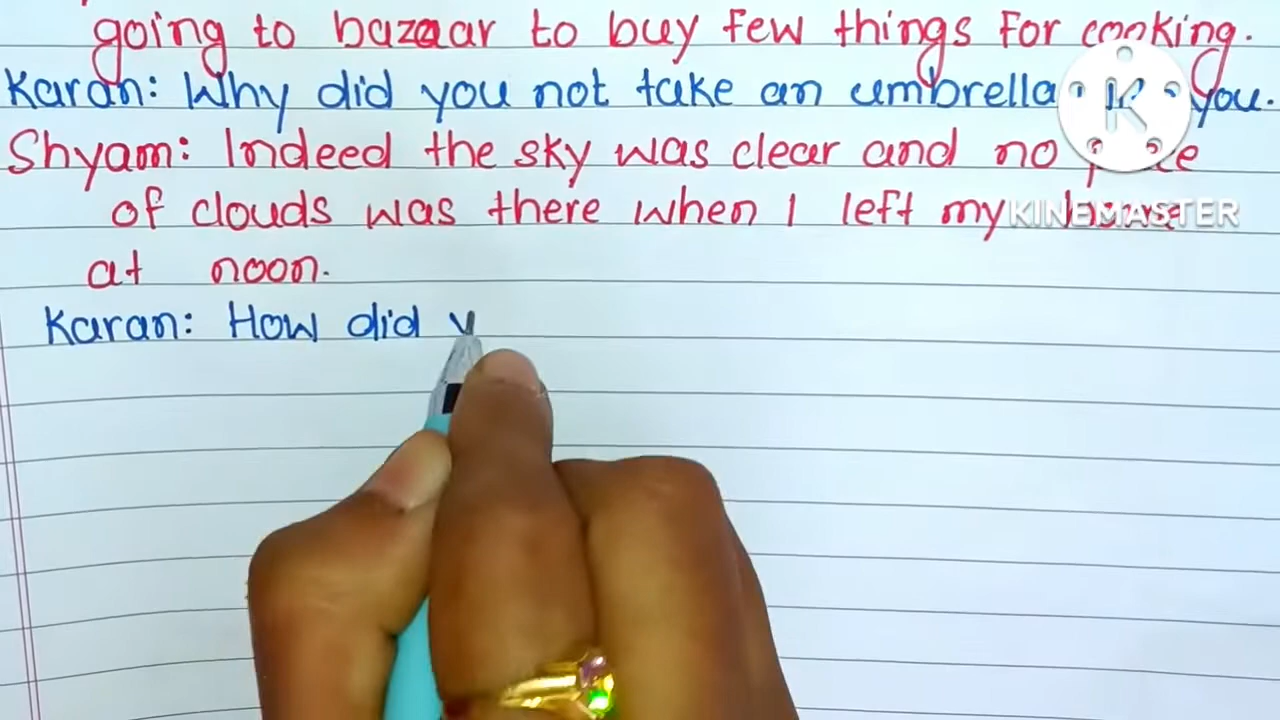 going to bazaar to buy few things for cooking.
Karan: Why did you not take an umbrella you.
Shyam: Indeed the sky was clear and no
of clouds was there when I left my
at noon.
Karan: How did
KINEMASTER